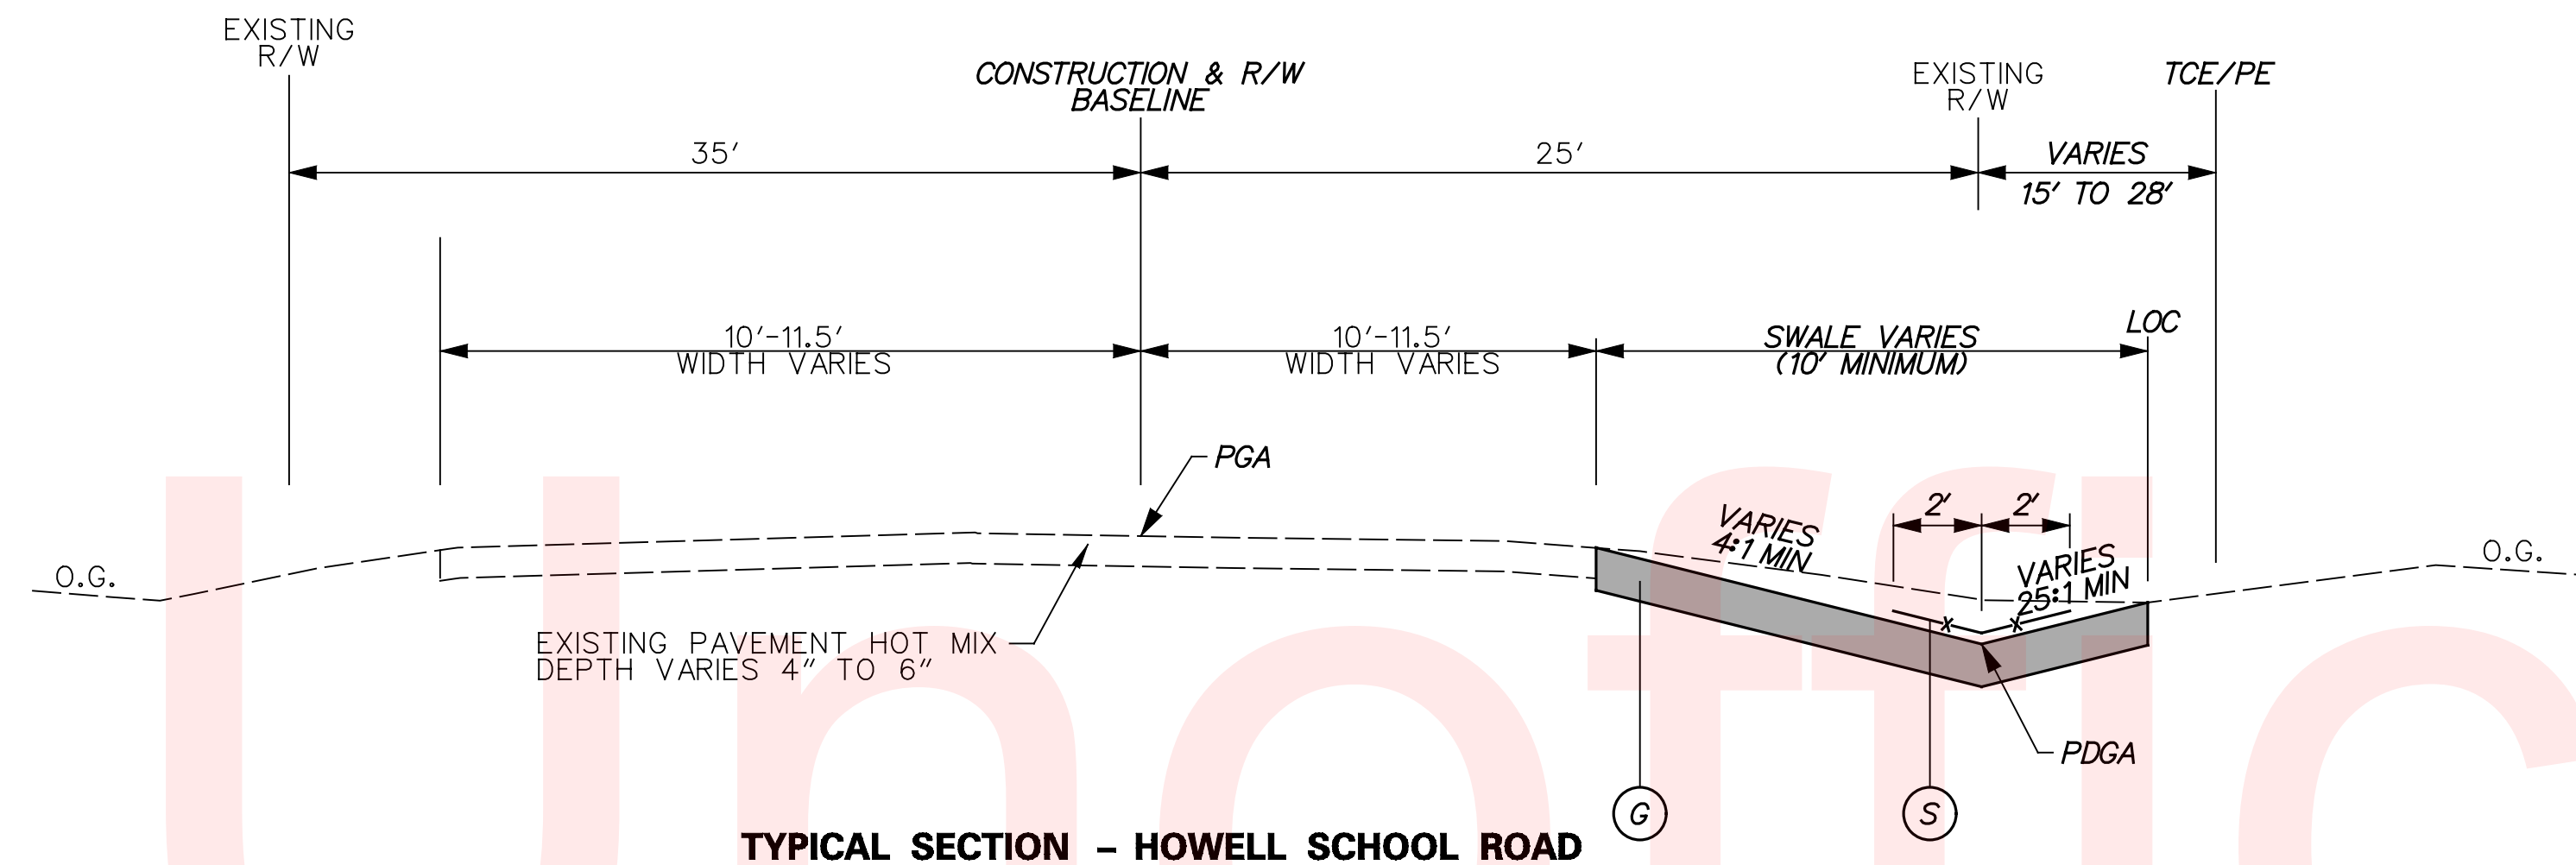 EXISTING
R/W
CONSTRUCTION & R/W
BASELINE
EXISTING
R/W
TCE/PE
35'
25'
VARIES
15' TO 28'
10'-11.5'
WIDTH VARIES
10'-11.5'
WIDTH VARIES
SWALE VARIES
(10' MINIMUM)
LOC
PGA
VARIES
4:1 MIN
2'
2'
VARIES
25:1 MIN
O.G.
O.G.
X
X
EXISTING PAVEMENT HOT MIX
DEPTH VARIES 4" TO 6"
PDGA
G
S
TYPICAL SECTION - HOWELL SCHOOL ROAD
Unoffic